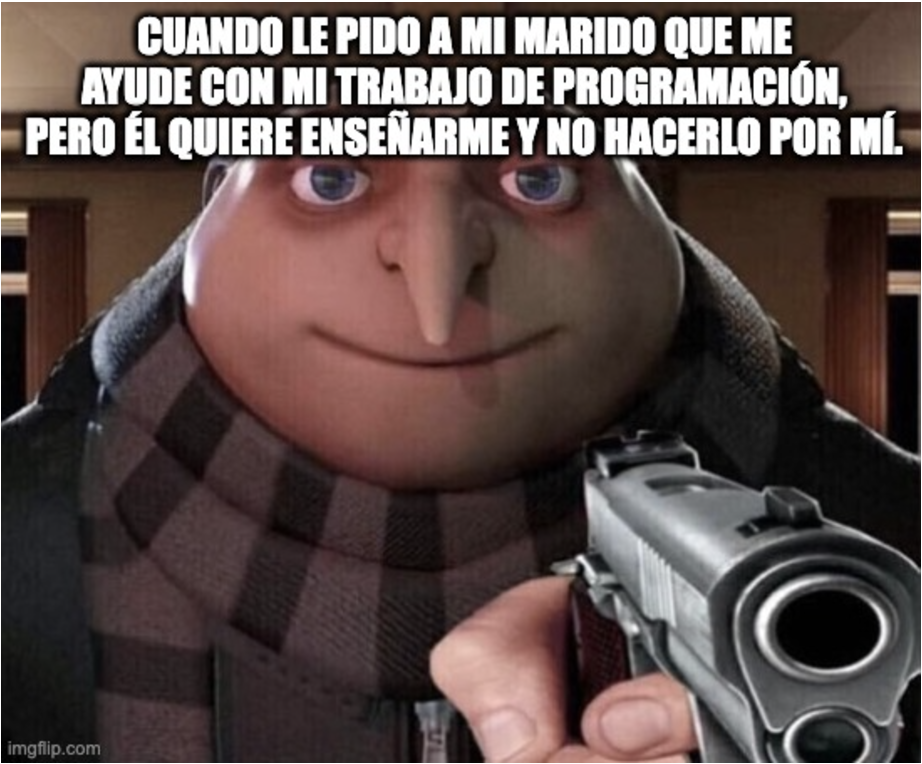 CUANDO LE PIDO A MI MARIDO QUE ME
AYUDE CON MI TRABAJO DE PROGRAMACIÓN,
PERO ÉL QUIERE ENSEÑARME Y NO HACERLO POR MÍ.
imgflip.com